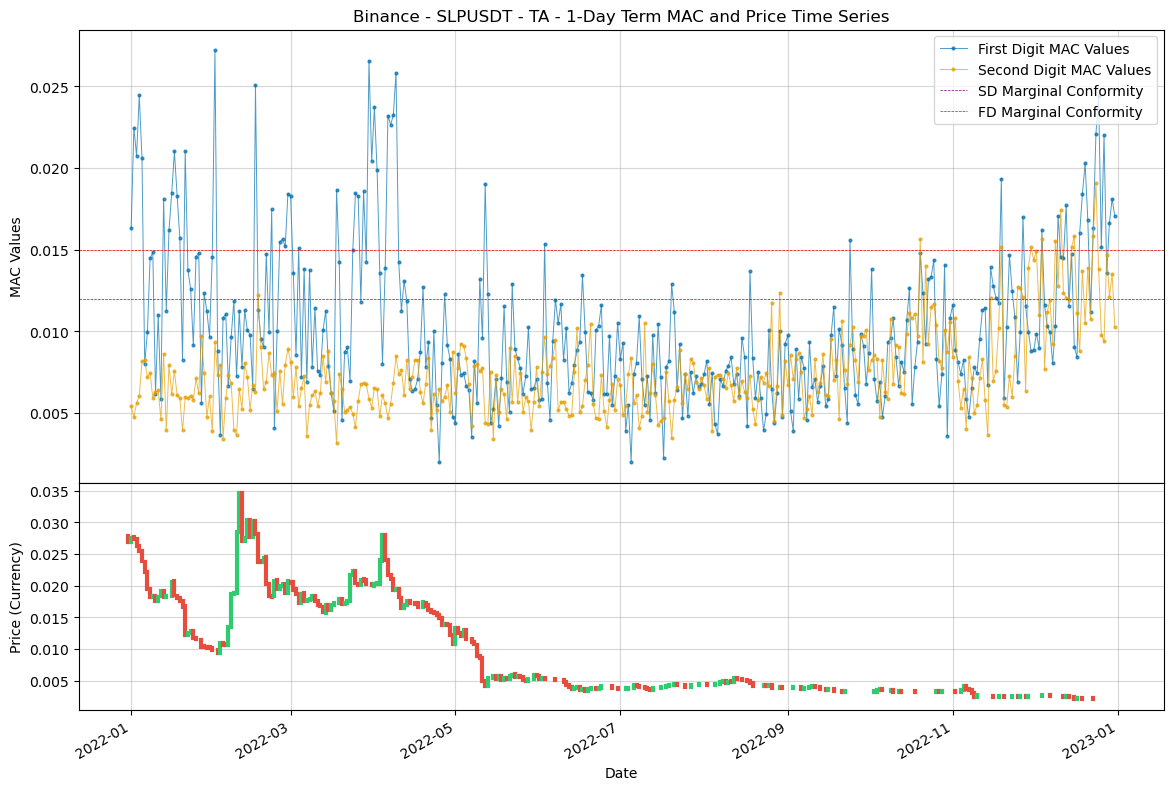 Binance - SLPUSDT - TA - 1-Day Term MAC and Price Time Series
First Digit MAC Values
Second Digit MAC Values
SD Marginal Conformity
FD Marginal Conformity
MAC Values
0.025
0.020
0.015
0.010
0.005
Price (Currency)
0.035
0.030
0.025
0.020
0.015
0.010
0.005
2022-01
2022-03
2022-05
2022-07
2022-09
2022-11
2023-01
Date